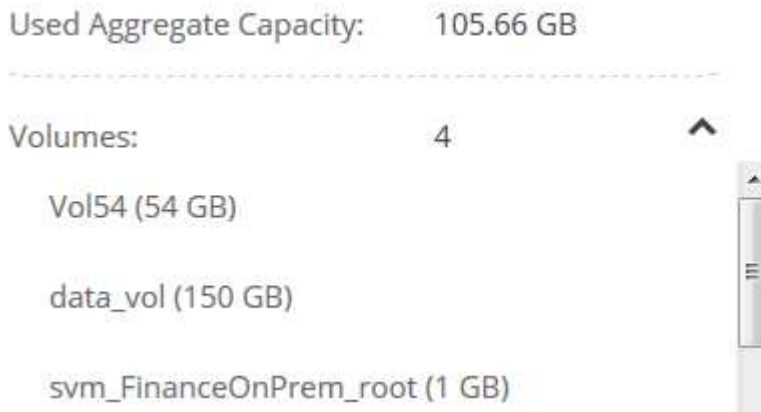 Used Aggregate Capacity: 105.66 GB
Volumes: 4
Vol54 (54 GB)
data_vol (150 GB)
svm_FinanceOnPrem_root (1 GB)